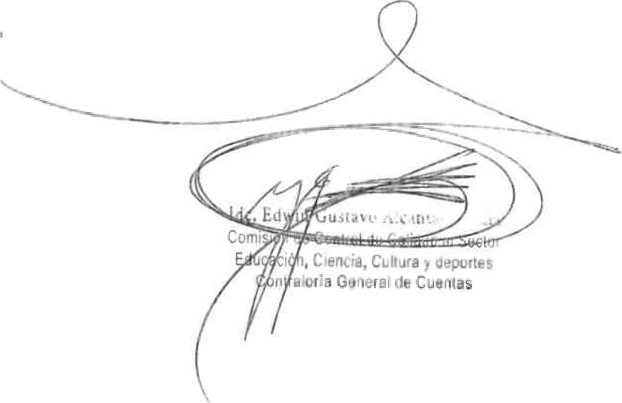 Edwin Gustavo
Comisión de Control de Calidad Sector
Educación, Ciencia, Cultura y deportes
Contraloría General de Cuentas